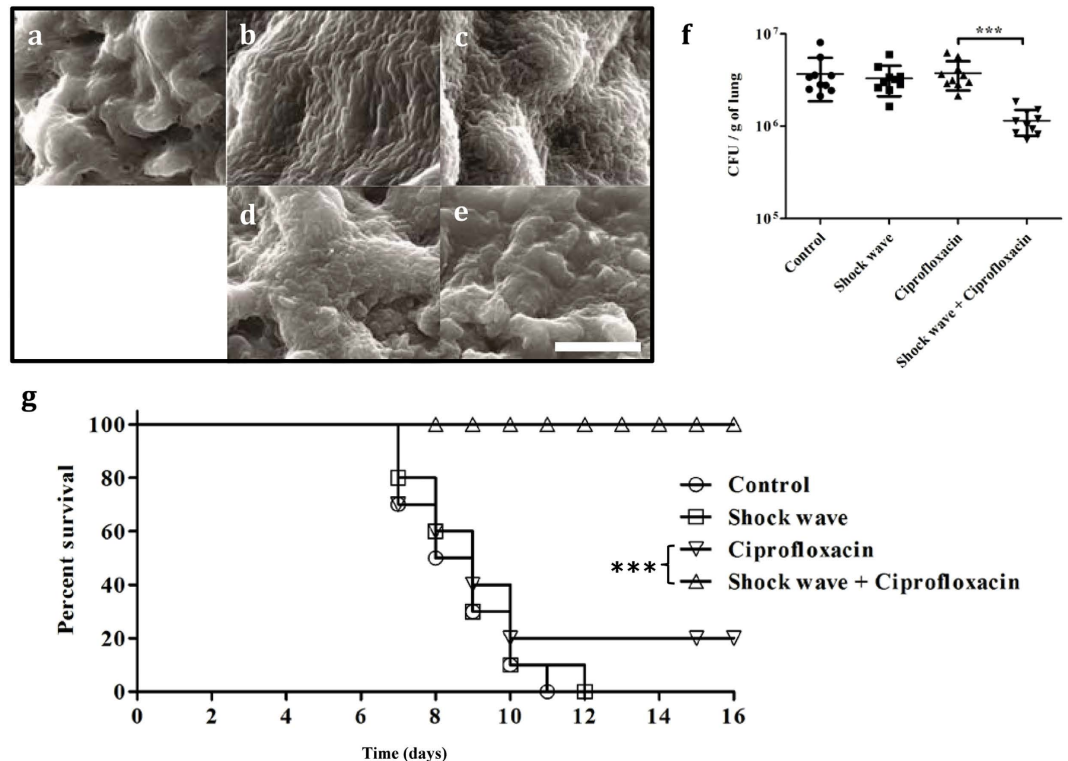 a
b
c
d
e
f
***
10⁷
10⁶
10⁵
CFU / g of lung
Control
Shock wave
Ciprofloxacin
Shock wave + Ciprofloxacin
g
100
80
60
40
20
0
Percent survival
0 2 4 6 8 10 12 14 16
Time (days)
Control
Shock wave
Ciprofloxacin
***
Shock wave + Ciprofloxacin